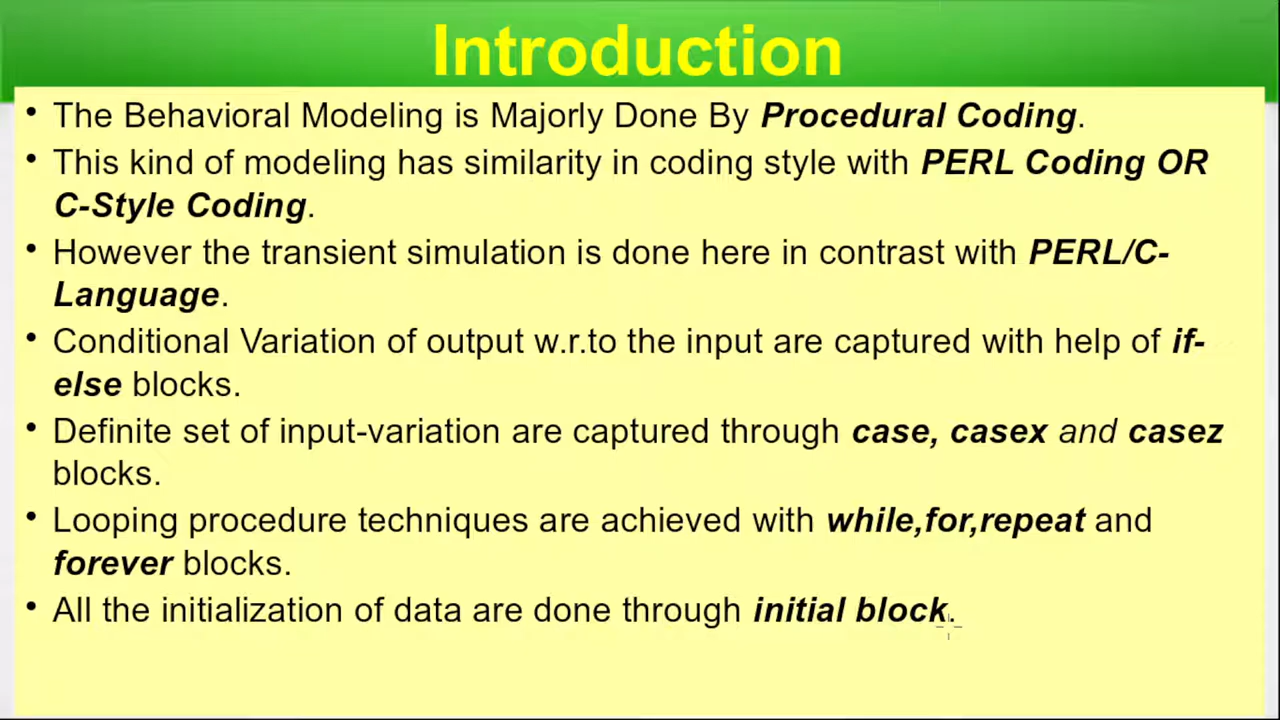 Introduction
• The Behavioral Modeling is Majorly Done By Procedural Coding.
• This kind of modeling has similarity in coding style with PERL Coding OR
C-Style Coding.
• However the transient simulation is done here in contrast with PERL/C-
Language.
• Conditional Variation of output w.r.to the input are captured with help of if-
else blocks.
• Definite set of input-variation are captured through case, casex and casez
blocks.
• Looping procedure techniques are achieved with while,for,repeat and
forever blocks.
• All the initialization of data are done through initial block.